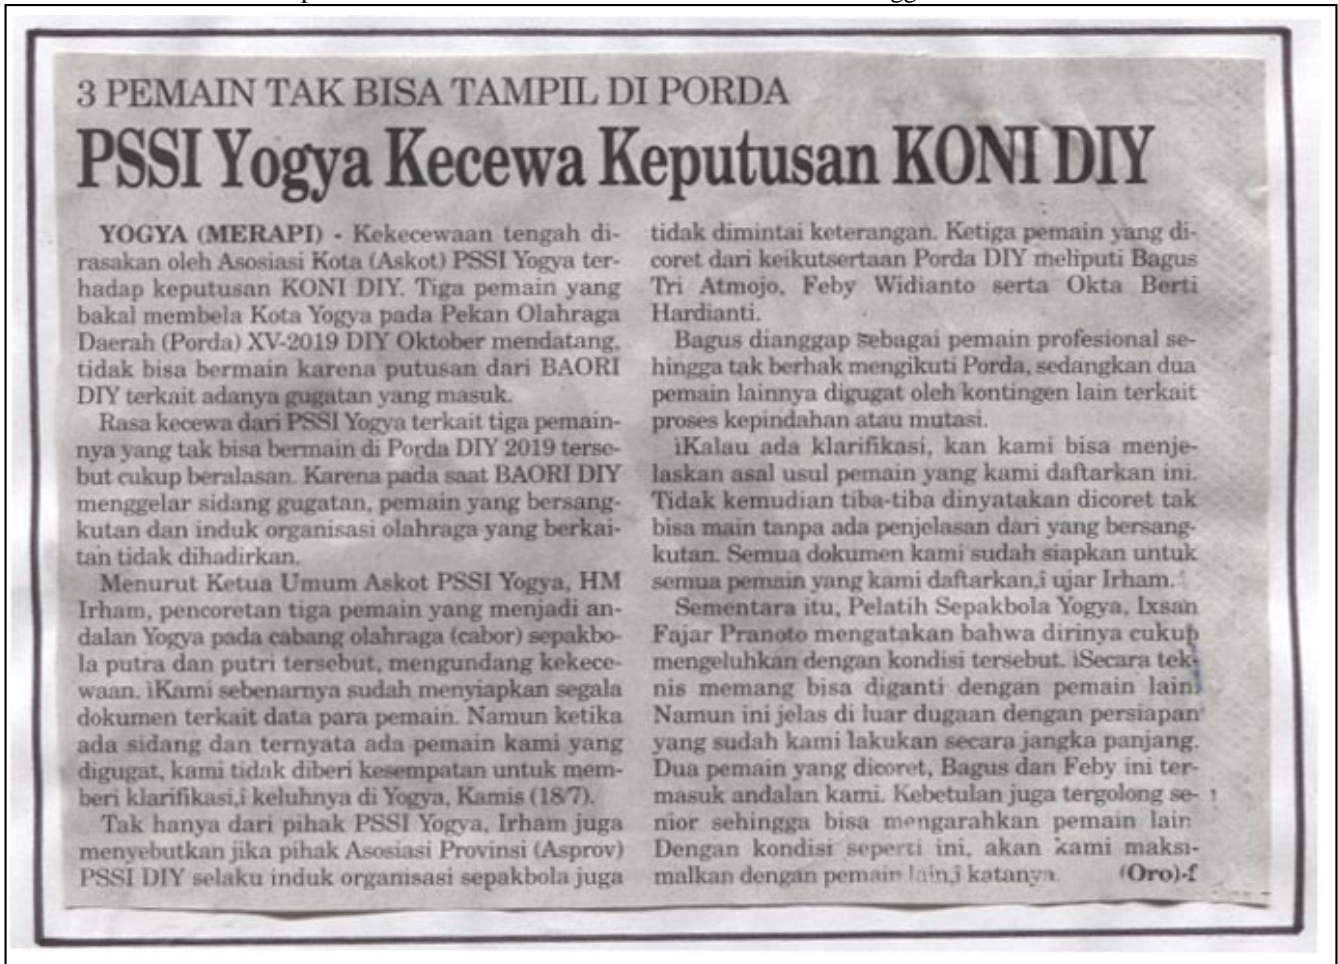 3 PEMAIN TAK BISA TAMPIL DI PORDA
PSSI Yogya Kecewa Keputusan KONI DIY
YOGYA (MERAPI) - Kekecewaan tengah di-
rasakan oleh Asosiasi Kota (Askot) PSSI Yogya ter-
hadap keputusan KONI DIY. Tiga pemain yang
bakal membela Kota Yogya pada Pekan Olahraga
Daerah (Porda) XV-2019 DIY Oktober mendatang,
tidak bisa bermain karena putusan dari BAORI
DIY terkait adanya gugatan yang masuk.
Rasa kecewa dari PSSI Yogya terkait tiga pemain-
nya yang tak bisa bermain di Porda DIY 2019 terse-
but cukup beralasan. Karena pada saat BAORI DIY
menggelar sidang gugatan, pemain yang bersang-
kutan dan induk organisasi olahraga yang berkai-
tan tidak dihadirkan.
Menurut Ketua Umum Askot PSSI Yogya, HM
Irham, pencoretan tiga pemain yang menjadi an-
dalan Yogya pada cabang olahraga (cabor) sepakbo-
la putra dan putri tersebut, mengundang kekece-
waan. ìKami sebenarnya sudah menyiapkan segala
dokumen terkait data para pemain. Namun ketika
ada sidang dan ternyata ada pemain kami yang
digugat, kami tidak diberi kesempatan untuk mem-
beri klarifikasi,î keluhnya di Yogya, Kamis (18/7).
Tak hanya dari pihak PSSI Yogya, Irham juga
menyebutkan jika pihak Asosiasi Provinsi (Asprov)
PSSI DIY selaku induk organisasi sepakbola juga
tidak dimintai keterangan. Ketiga pemain yang di-
coret dari keikutsertaan Porda DIY meliputi Bagus
Tri Atmojo, Feby Widianto serta Okta Berti
Hardianti.
Bagus dianggap sebagai pemain profesional se-
hingga tak berhak mengikuti Porda, sedangkan dua
pemain lainnya digugat oleh kontingen lain terkait
proses kepindahan atau mutasi.
ìKalau ada klarifikasi, kan kami bisa menje-
laskan asal usul pemain yang kami daftarkan ini.
Tidak kemudian tiba-tiba dinyatakan dicoret tak
bisa main tanpa ada penjelasan dari yang bersang-
kutan. Semua dokumen kami sudah siapkan untuk
semua pemain yang kami daftarkan,î ujar Irham.
Sementara itu, Pelatih Sepakbola Yogya, Ixsan
Fajar Pranoto mengatakan bahwa dirinya cukup
mengeluhkan dengan kondisi tersebut. ìSecara tek-
nis memang bisa diganti dengan pemain lain.
Namun ini jelas di luar dugaan dengan persiapan
yang sudah kami lakukan secara jangka panjang.
Dua pemain yang dicoret, Bagus dan Feby ini ter-
masuk andalan kami. Kebetulan juga tergolong se-
nior sehingga bisa mengarahkan pemain lain
Dengan kondisi seperti ini, akan kami maksi-
malkan dengan pemain lain,î katanya. (Oro)-f